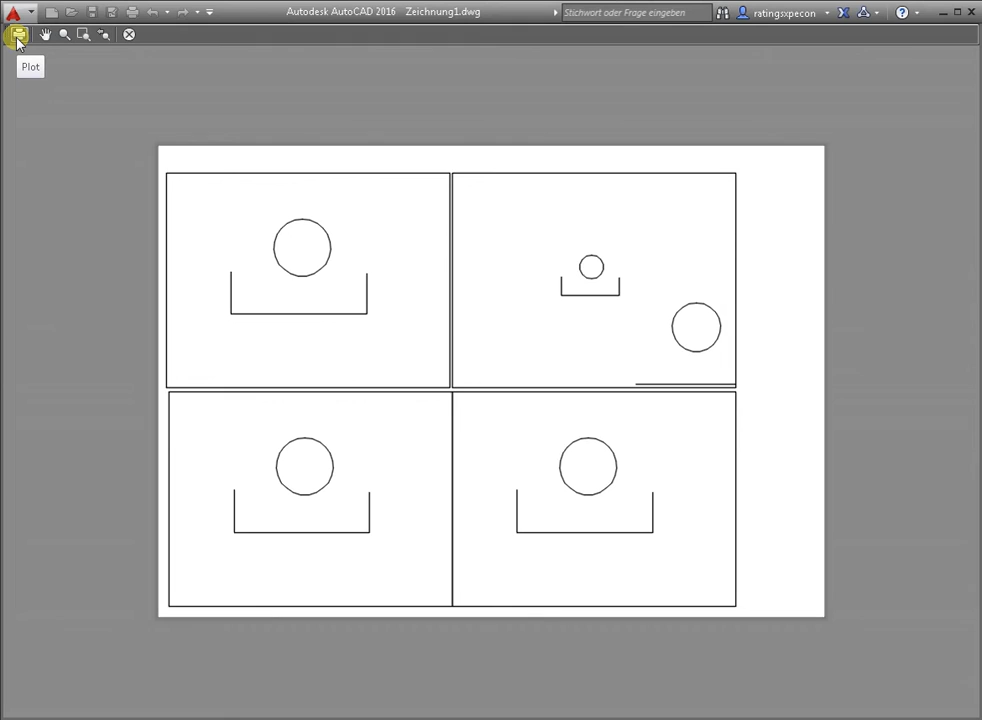 Autodesk AutoCAD 2016 Zeichnung1.dwg
Stichwort oder Frage eingeben
ratingsxpecon
Plot